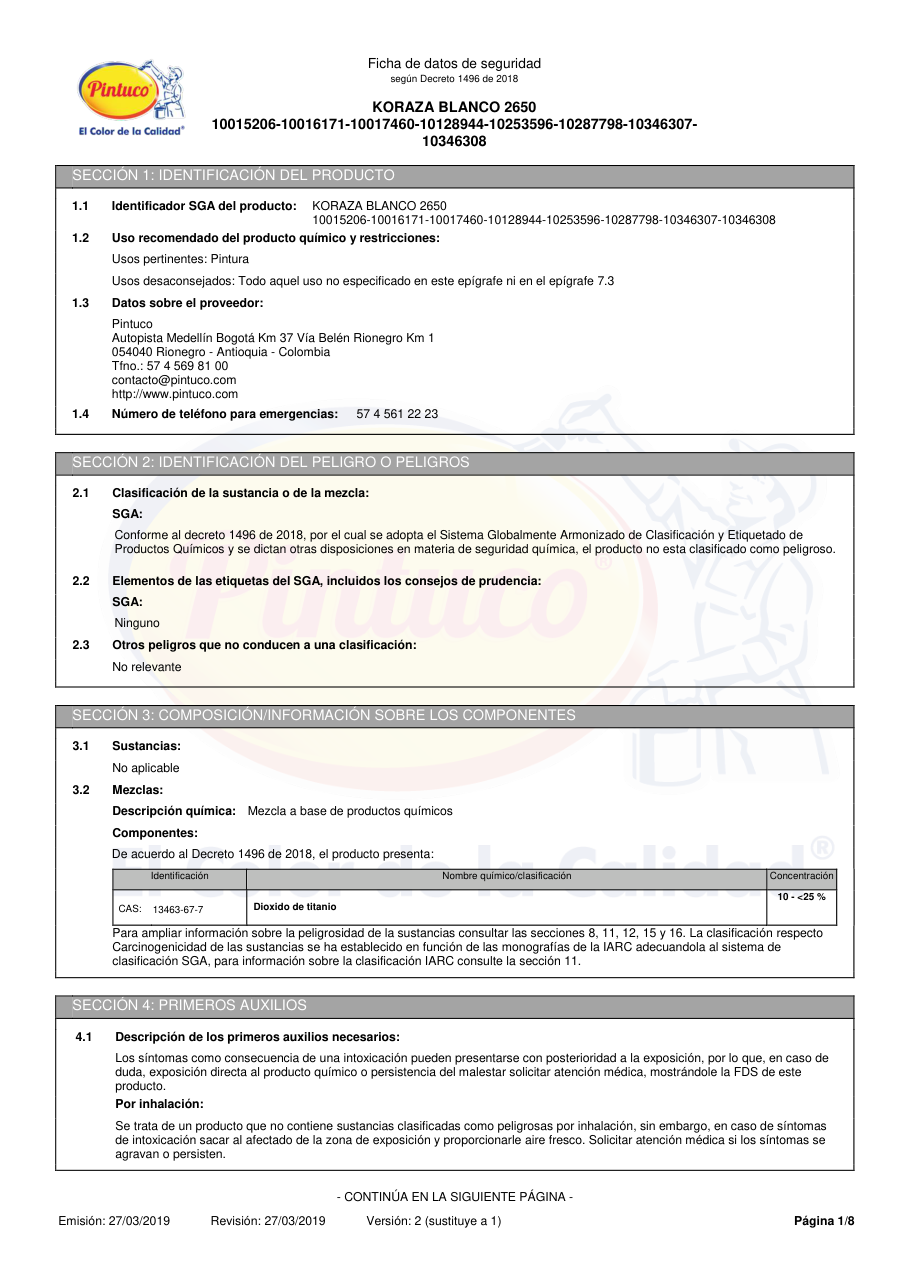 Pintuco®
El Color de la Calidad
Ficha de datos de seguridad
según Decreto 1496 de 2018
KORAZA BLANCO 2650
10015206-10016171-10017460-10128944-10253596-10287798-10346307-
10346308
SECCIÓN 1: IDENTIFICACIÓN DEL PRODUCTO
1.1 Identificador SGA del producto: KORAZA BLANCO 2650
10015206-10016171-10017460-10128944-10253596-10287798-10346307-10346308
1.2 Uso recomendado del producto químico y restricciones:
Usos pertinentes: Pintura
Usos desaconsejados: Todo aquel uso no especificado en este epígrafe ni en el epígrafe 7.3
1.3 Datos sobre el proveedor:
Pintuco
Autopista Medellín Bogotá Km 37 Vía Belén Rionegro Km 1
054040 Rionegro - Antioquia - Colombia
Tfno.: 57 4 569 81 00
contacto@pintuco.com
http://www.pintuco.com
1.4 Número de teléfono para emergencias: 57 4 561 22 23
SECCIÓN 2: IDENTIFICACIÓN DEL PELIGRO O PELIGROS
2.1 Clasificación de la sustancia o de la mezcla:
SGA:
Conforme al decreto 1496 de 2018, por el cual se adopta el Sistema Globalmente Armonizado de Clasificación y Etiquetado de
Productos Químicos y se dictan otras disposiciones en materia de seguridad química, el producto no esta clasificado como peligroso.
2.2 Elementos de las etiquetas del SGA, incluidos los consejos de prudencia:
SGA:
Ninguno
2.3 Otros peligros que no conducen a una clasificación:
No relevante
SECCIÓN 3: COMPOSICIÓN/INFORMACIÓN SOBRE LOS COMPONENTES
3.1 Sustancias:
No aplicable
3.2 Mezclas:
Descripción química: Mezcla a base de productos químicos
Componentes:
De acuerdo al Decreto 1496 de 2018, el producto presenta:
Identificación Nombre químico/clasificación Concentración
CAS: 13463-67-7 Dioxido de titanio 10 - <25 %
Para ampliar información sobre la peligrosidad de la sustancias consultar las secciones 8, 11, 12, 15 y 16. La clasificación respecto
Carcinogenicidad de las sustancias se ha establecido en función de las monografías de la IARC adecuandola al sistema de
clasificación SGA, para información sobre la clasificación IARC consulte la sección 11.
SECCIÓN 4: PRIMEROS AUXILIOS
4.1 Descripción de los primeros auxilios necesarios:
Los síntomas como consecuencia de una intoxicación pueden presentarse con posterioridad a la exposición, por lo que, en caso de
duda, exposición directa al producto químico o persistencia del malestar solicitar atención médica, mostrándole la FDS de este
producto.
Por inhalación:
Se trata de un producto que no contiene sustancias clasificadas como peligrosas por inhalación, sin embargo, en caso de síntomas
de intoxicación sacar al afectado de la zona de exposición y proporcionarle aire fresco. Solicitar atención médica si los síntomas se
agravan o persisten.
- CONTINÚA EN LA SIGUIENTE PÁGINA -
Emisión: 27/03/2019 Revisión: 27/03/2019 Versión: 2 (sustituye a 1) Página 1/8